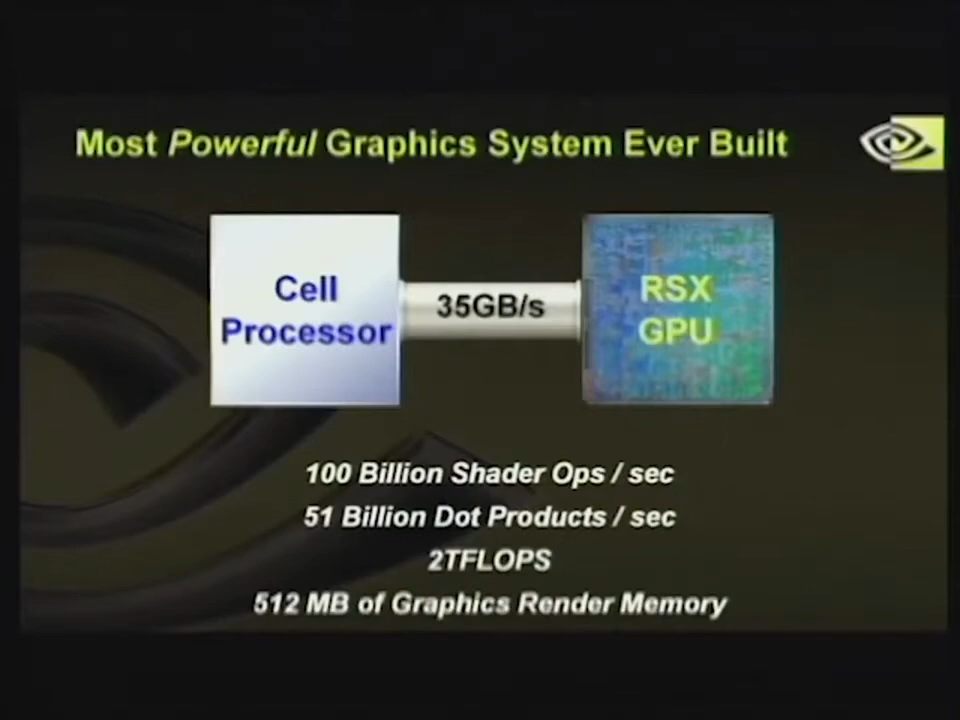 Most Powerful Graphics System Ever Built
Cell
Processor
35GB/s
RSX
GPU
100 Billion Shader Ops / sec
51 Billion Dot Products / sec
2TFLOPS
512 MB of Graphics Render Memory